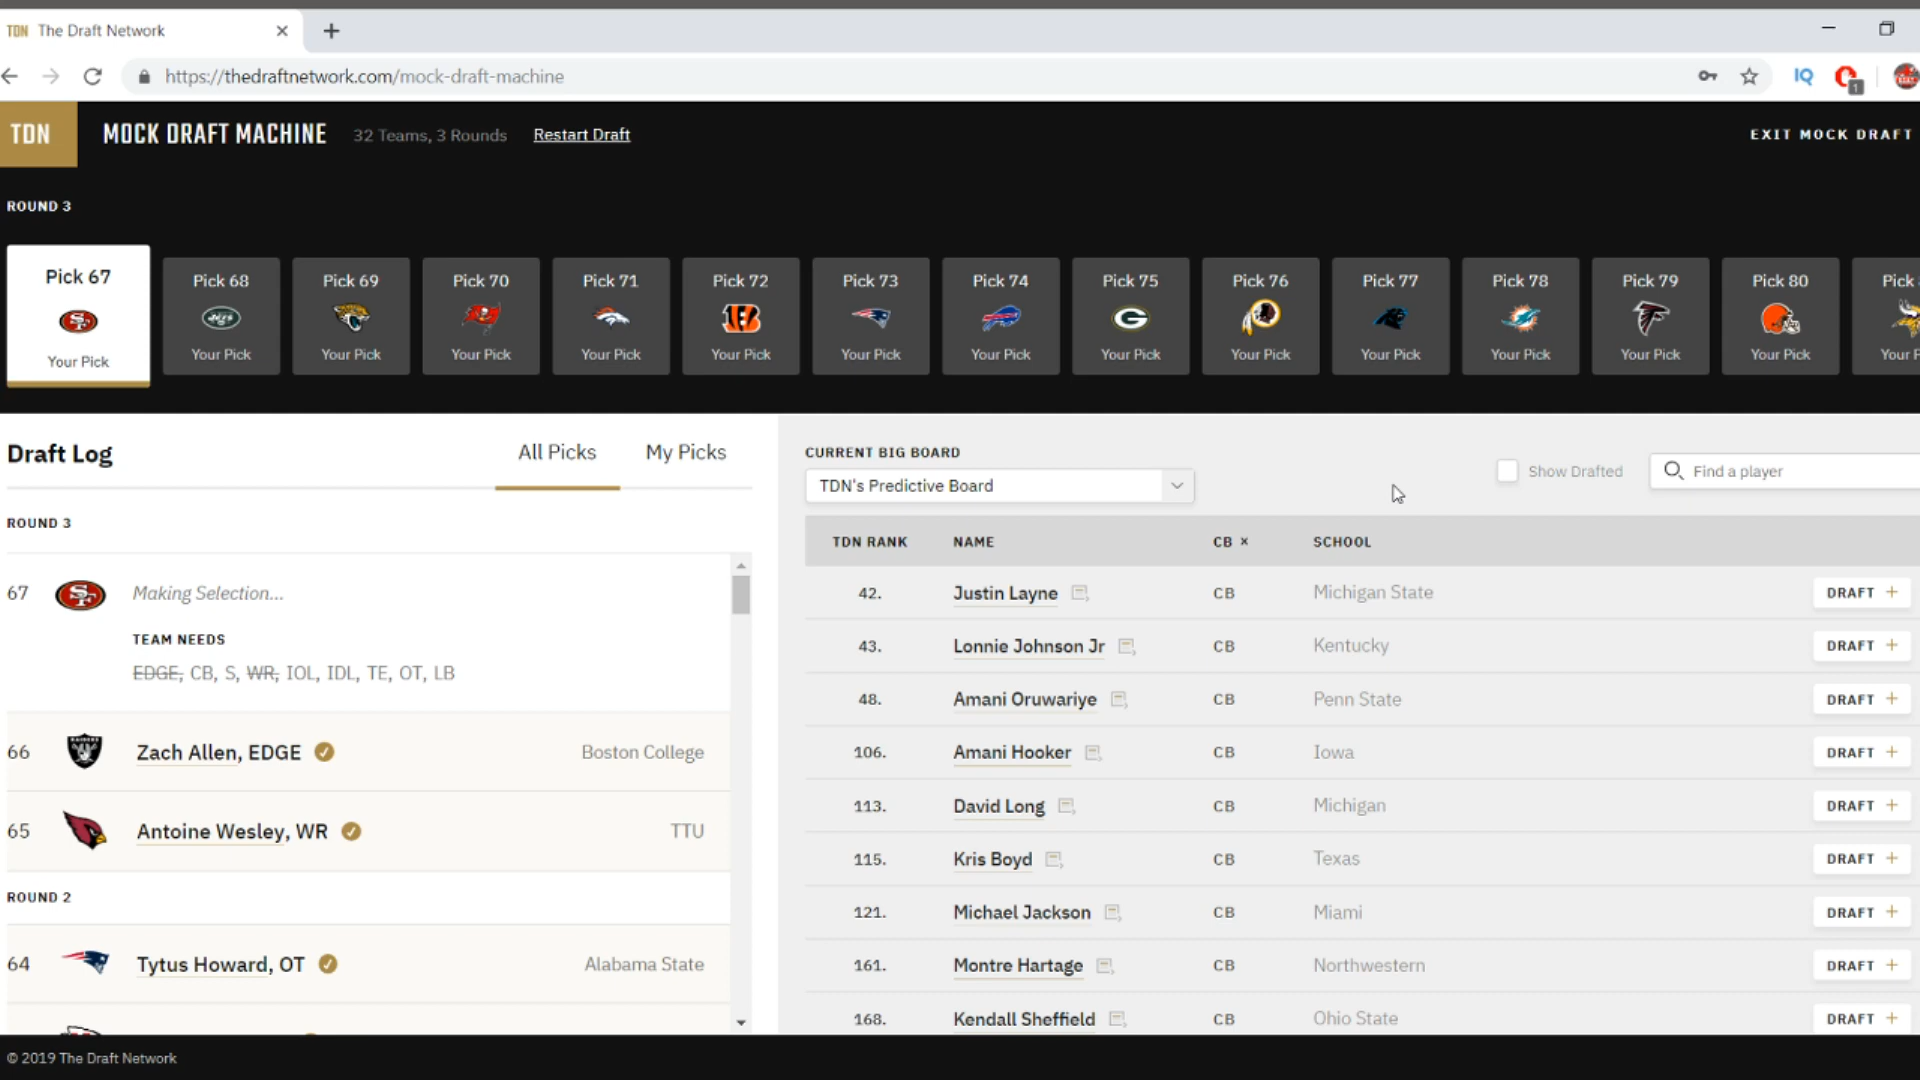 TDN The Draft Network
https://thedraftnetwork.com/mock-draft-machine
IQ
1
TDN MOCK DRAFT MACHINE 32 Teams, 3 Rounds Restart Draft EXIT MOCK DRAFT
ROUND 3
Pick 67 Pick 68 Pick 69 Pick 70 Pick 71 Pick 72 Pick 73 Pick 74 Pick 75 Pick 76 Pick 77 Pick 78 Pick 79 Pick 80 Pick
Your Pick Your Pick Your Pick Your Pick Your Pick Your Pick Your Pick Your Pick Your Pick Your Pick Your Pick Your Pick Your Pick Your Pick Your P
Draft Log All Picks My Picks
ROUND 3
67 Making Selection...
TEAM NEEDS
EDGE, CB, S, WR, IOL, IDL, TE, OT, LB
66 Zach Allen, EDGE Boston College
65 Antoine Wesley, WR TTU
ROUND 2
64 Tytus Howard, OT Alabama State
CURRENT BIG BOARD
TDN's Predictive Board
Show Drafted Find a player
TDN RANK NAME CB × SCHOOL
42. Justin Layne CB Michigan State DRAFT +
43. Lonnie Johnson Jr CB Kentucky DRAFT +
48. Amani Oruwariye CB Penn State DRAFT +
106. Amani Hooker CB Iowa DRAFT +
113. David Long CB Michigan DRAFT +
115. Kris Boyd CB Texas DRAFT +
121. Michael Jackson CB Miami DRAFT +
161. Montre Hartage CB Northwestern DRAFT +
168. Kendall Sheffield CB Ohio State DRAFT +
© 2019 The Draft Network